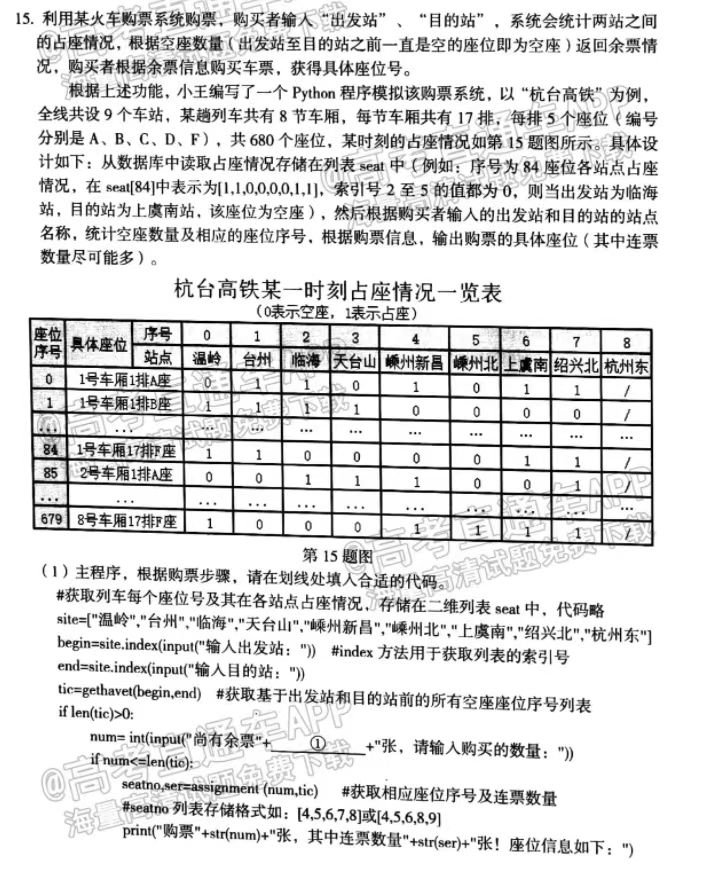 15. 利用某火车购票系统购票，购买者输入“出发站”、“目的站”，系统会统计两站之间
的占座情况，根据空座数量（出发站至目的站之前一直是空的座位即为空座）返回余票情
况，购买者根据余票信息购买车票，获得具体座位号。
根据上述功能，小王编写了一个 Python 程序模拟该购票系统，以“杭台高铁”为例，
全线共设 9 个车站，某趟列车共有 8 节车厢，每节车厢共有 17 排，每排 5 个座位（编号
分别是 A、B、C、D、F），共 680 个座位，某时刻的占座情况如第 15 题图所示。具体设
计如下：从数据库中读取占座情况存储在列表 seat 中（例如：序号为 84 座位各站点占座
情况，在 seat[84]中表示为[1,1,0,0,0,0,1,1]，索引号 2 至 5 的值都为 0，则当出发站为临海
站，目的站为上虞南站，该座位为空座），然后根据购买者输入的出发站和目的站的站点
名称，统计空座数量及相应的座位序号，根据购票信息，输出购票的具体座位（其中连票
数量尽可能多）。
杭台高铁某一时刻占座情况一览表
（0表示空座，1表示占座）
座位序号 具体座位 序号 0 1 2 3 4 5 6 7 8
站点 温岭 台州 临海 天台山 嵊州新昌 嵊州北 上虞南 绍兴北 杭州东
0 1号车厢1排A座 0 1 1 0 1 0 1 1 /
1 1号车厢1排B座 1 1 1 1 0 0 0 0 /
... ... ... ... ... ... ... ... ... ... ...
84 1号车厢17排F座 1 1 0 0 0 0 1 1 /
85 2号车厢1排A座 0 0 1 1 1 0 0 1 /
... ... ... ... ... ... ... ... ... ...
679 8号车厢17排F座 1 0 0 0 1 1 1 1 /
第 15 题图
（1）主程序，根据购票步骤，请在划线处填入合适的代码。
#获取列车每个座位号及其在各站点占座情况，存储在二维列表 seat 中，代码略
site=["温岭","台州","临海","天台山","嵊州新昌","嵊州北","上虞南","绍兴北","杭州东"]
begin=site.index(input("输入出发站：")) #index 方法用于获取列表的索引号
end=site.index(input("输入目的站："))
tic=gethavet(begin,end) #获取基于出发站和目的站前的所有空座座位序号列表
if len(tic)>0:
num= int(input("尚有余票"+ ① +"张，请输入购买的数量："))
if num<=len(tic):
seatno,ser=assignment (num,tic) #获取相应座位序号及连票数量
#seatno 列表存储格式如：[4,5,6,7,8]或[4,5,6,8,9]
print("购票"+str(num)+"张，其中连票数量"+str(ser)+"张！座位信息如下：")
@高考直通车APP
海量高清试题免费下载